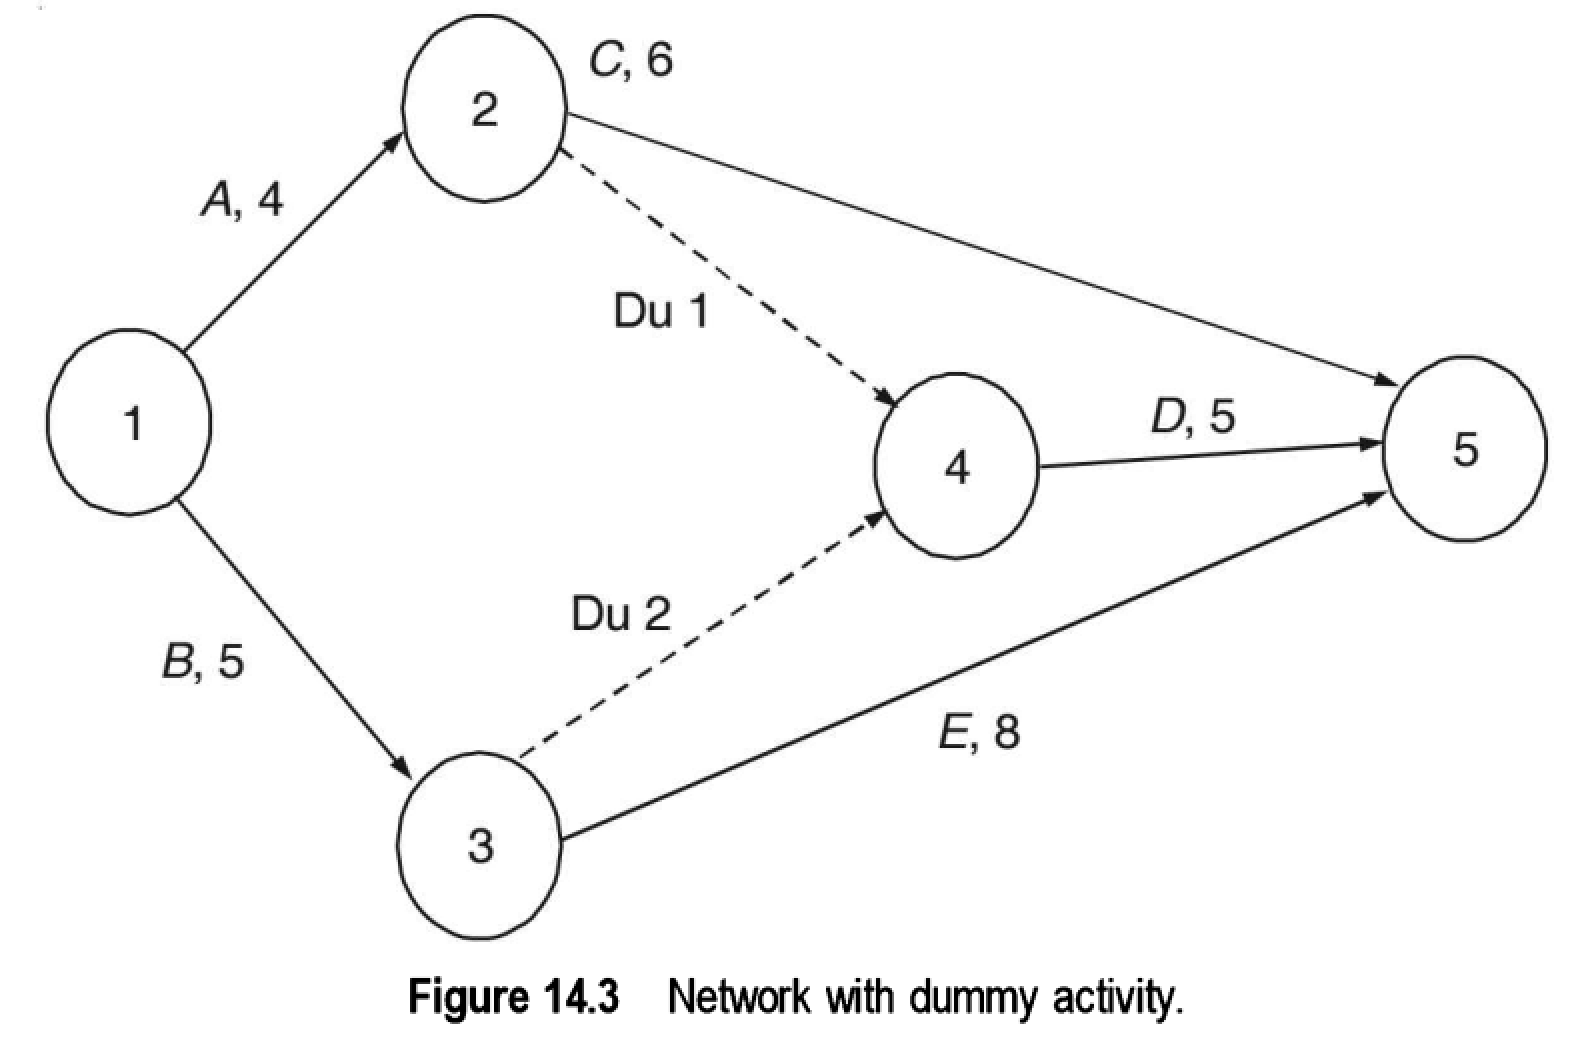 C, 6
2
A, 4
Du 1
1
D, 5
5
4
Du 2
B, 5
E, 8
3
Figure 14.3 Network with dummy activity.